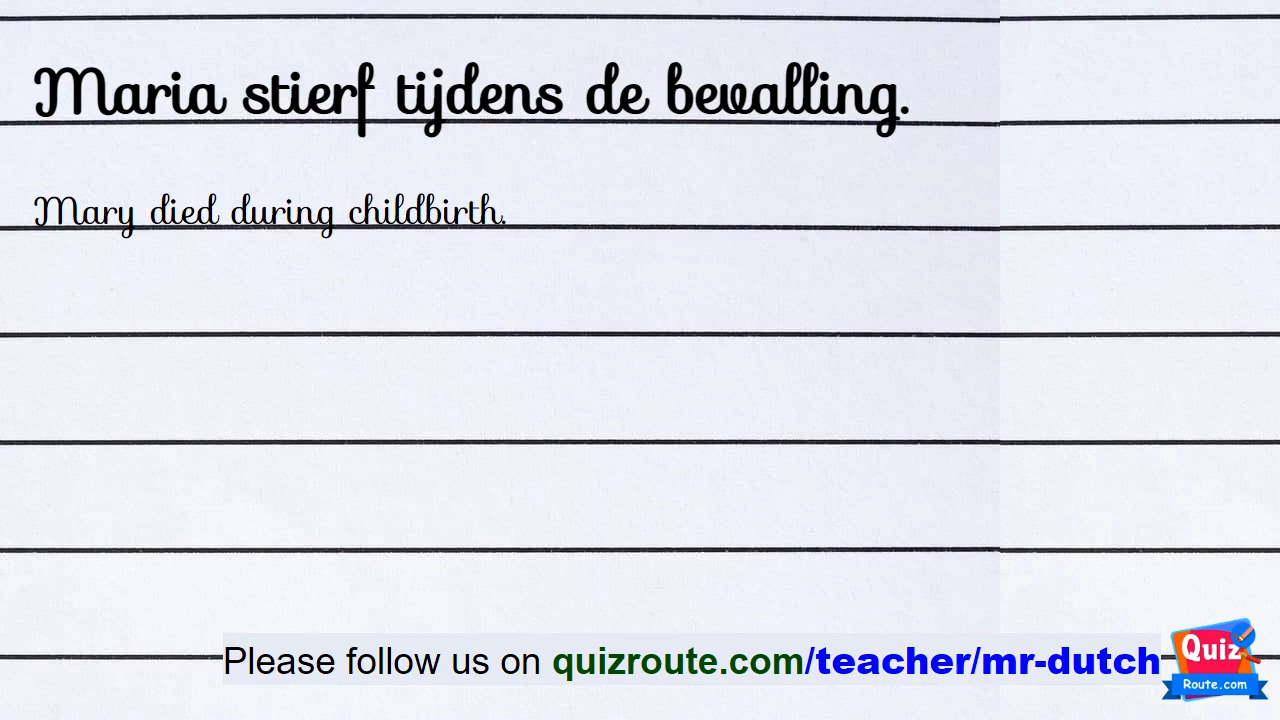 Maria stierf tijdens de bevalling.
Mary died during childbirth.
Please follow us on quizroute.com/teacher/mr-dutch
Quiz
Route.com